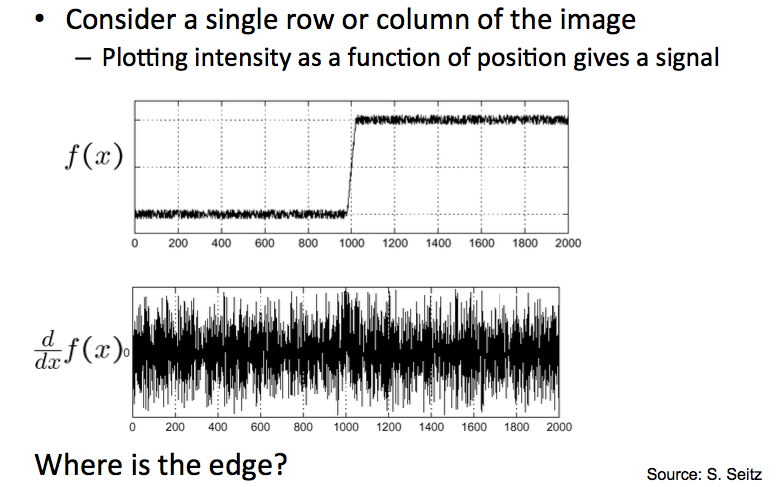 • Consider a single row or column of the image
– Plotting intensity as a function of position gives a signal
f(x)
0 200 400 600 800 1000 1200 1400 1600 1800 2000
d/dx f(x) 0
0 200 400 600 800 1000 1200 1400 1600 1800 2000
Where is the edge?
Source: S. Seitz